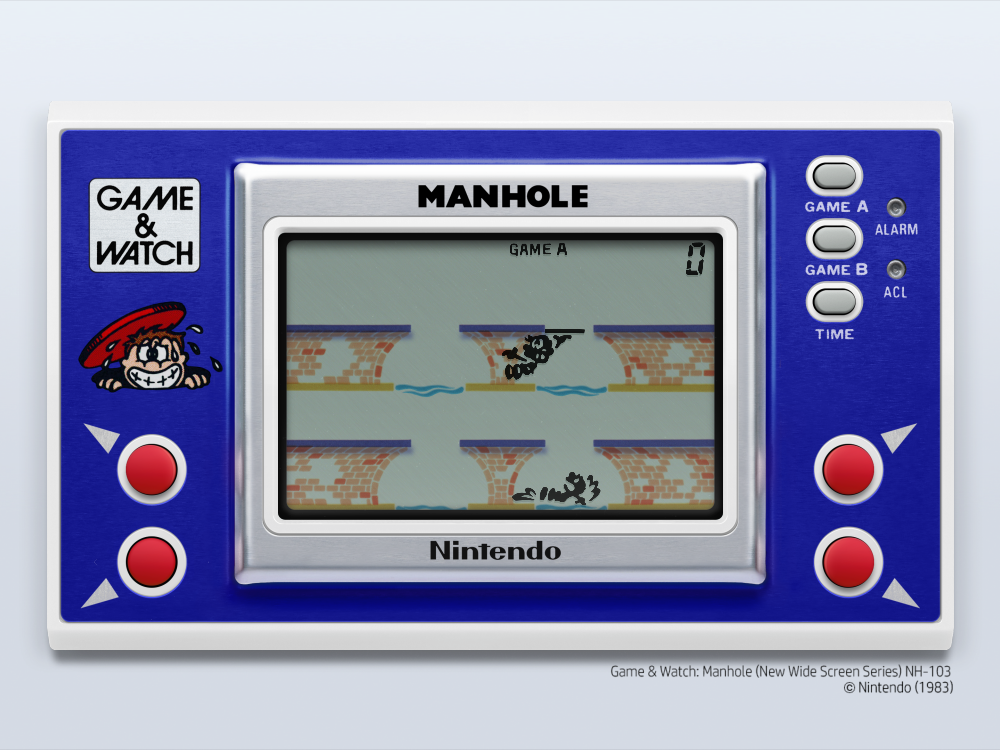 MANHOLE
GAME
&
WATCH
GAME A
0
GAME A
ALARM
GAME B
ACL
TIME
Nintendo
Game & Watch: Manhole (New Wide Screen Series) NH-103
© Nintendo (1983)